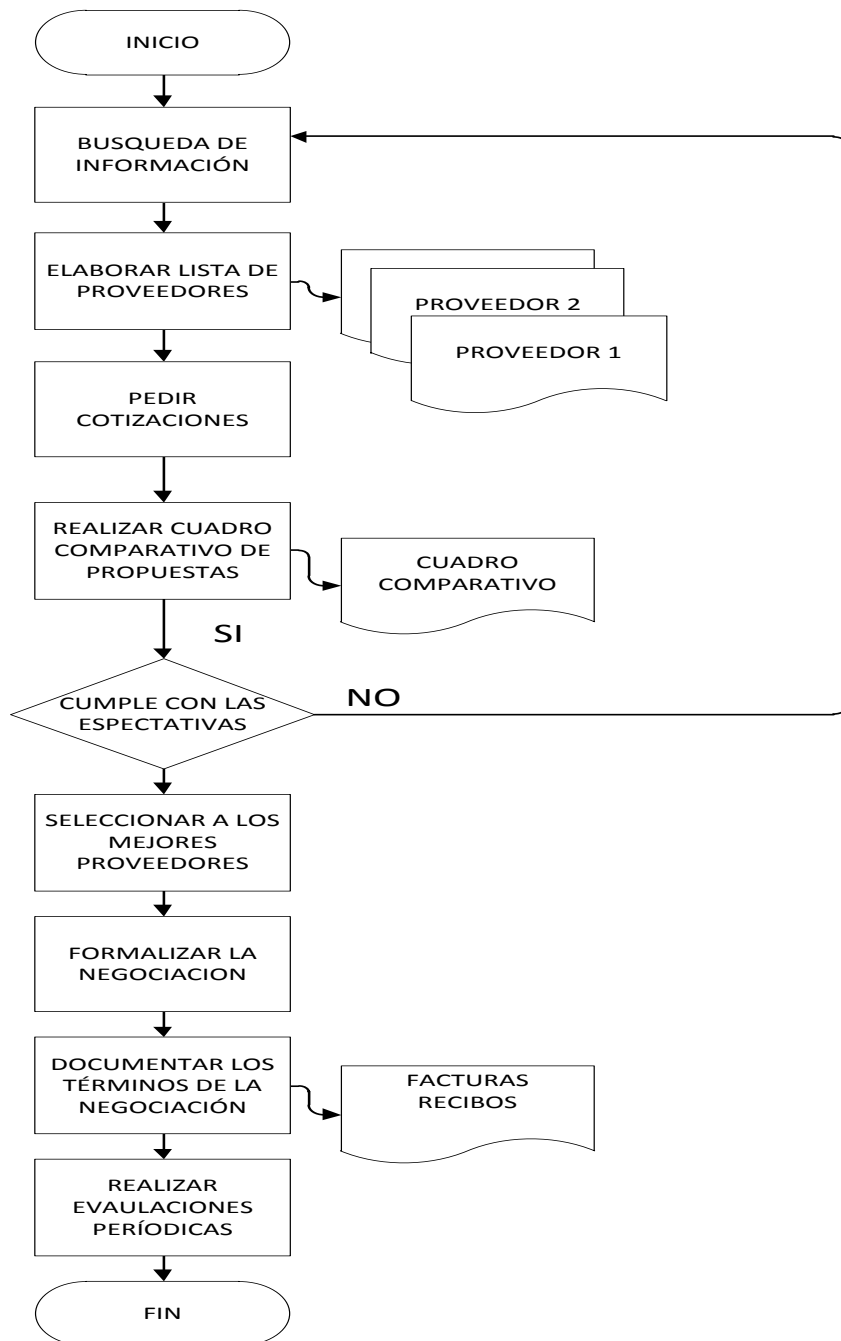 INICIO
BUSQUEDA DE
INFORMACIÓN
ELABORAR LISTA DE
PROVEEDORES
PROVEEDOR 2
PROVEEDOR 1
PEDIR
COTIZACIONES
REALIZAR CUADRO
COMPARATIVO DE
PROPUESTAS
CUADRO
COMPARATIVO
SI
CUMPLE CON LAS
ESPECTATIVAS
NO
SELECCIONAR A LOS
MEJORES
PROVEEDORES
FORMALIZAR LA
NEGOCIACION
DOCUMENTAR LOS
TÉRMINOS DE LA
NEGOCIACIÓN
FACTURAS
RECIBOS
REALIZAR
EVAULACIONES
PERÍODICAS
FIN